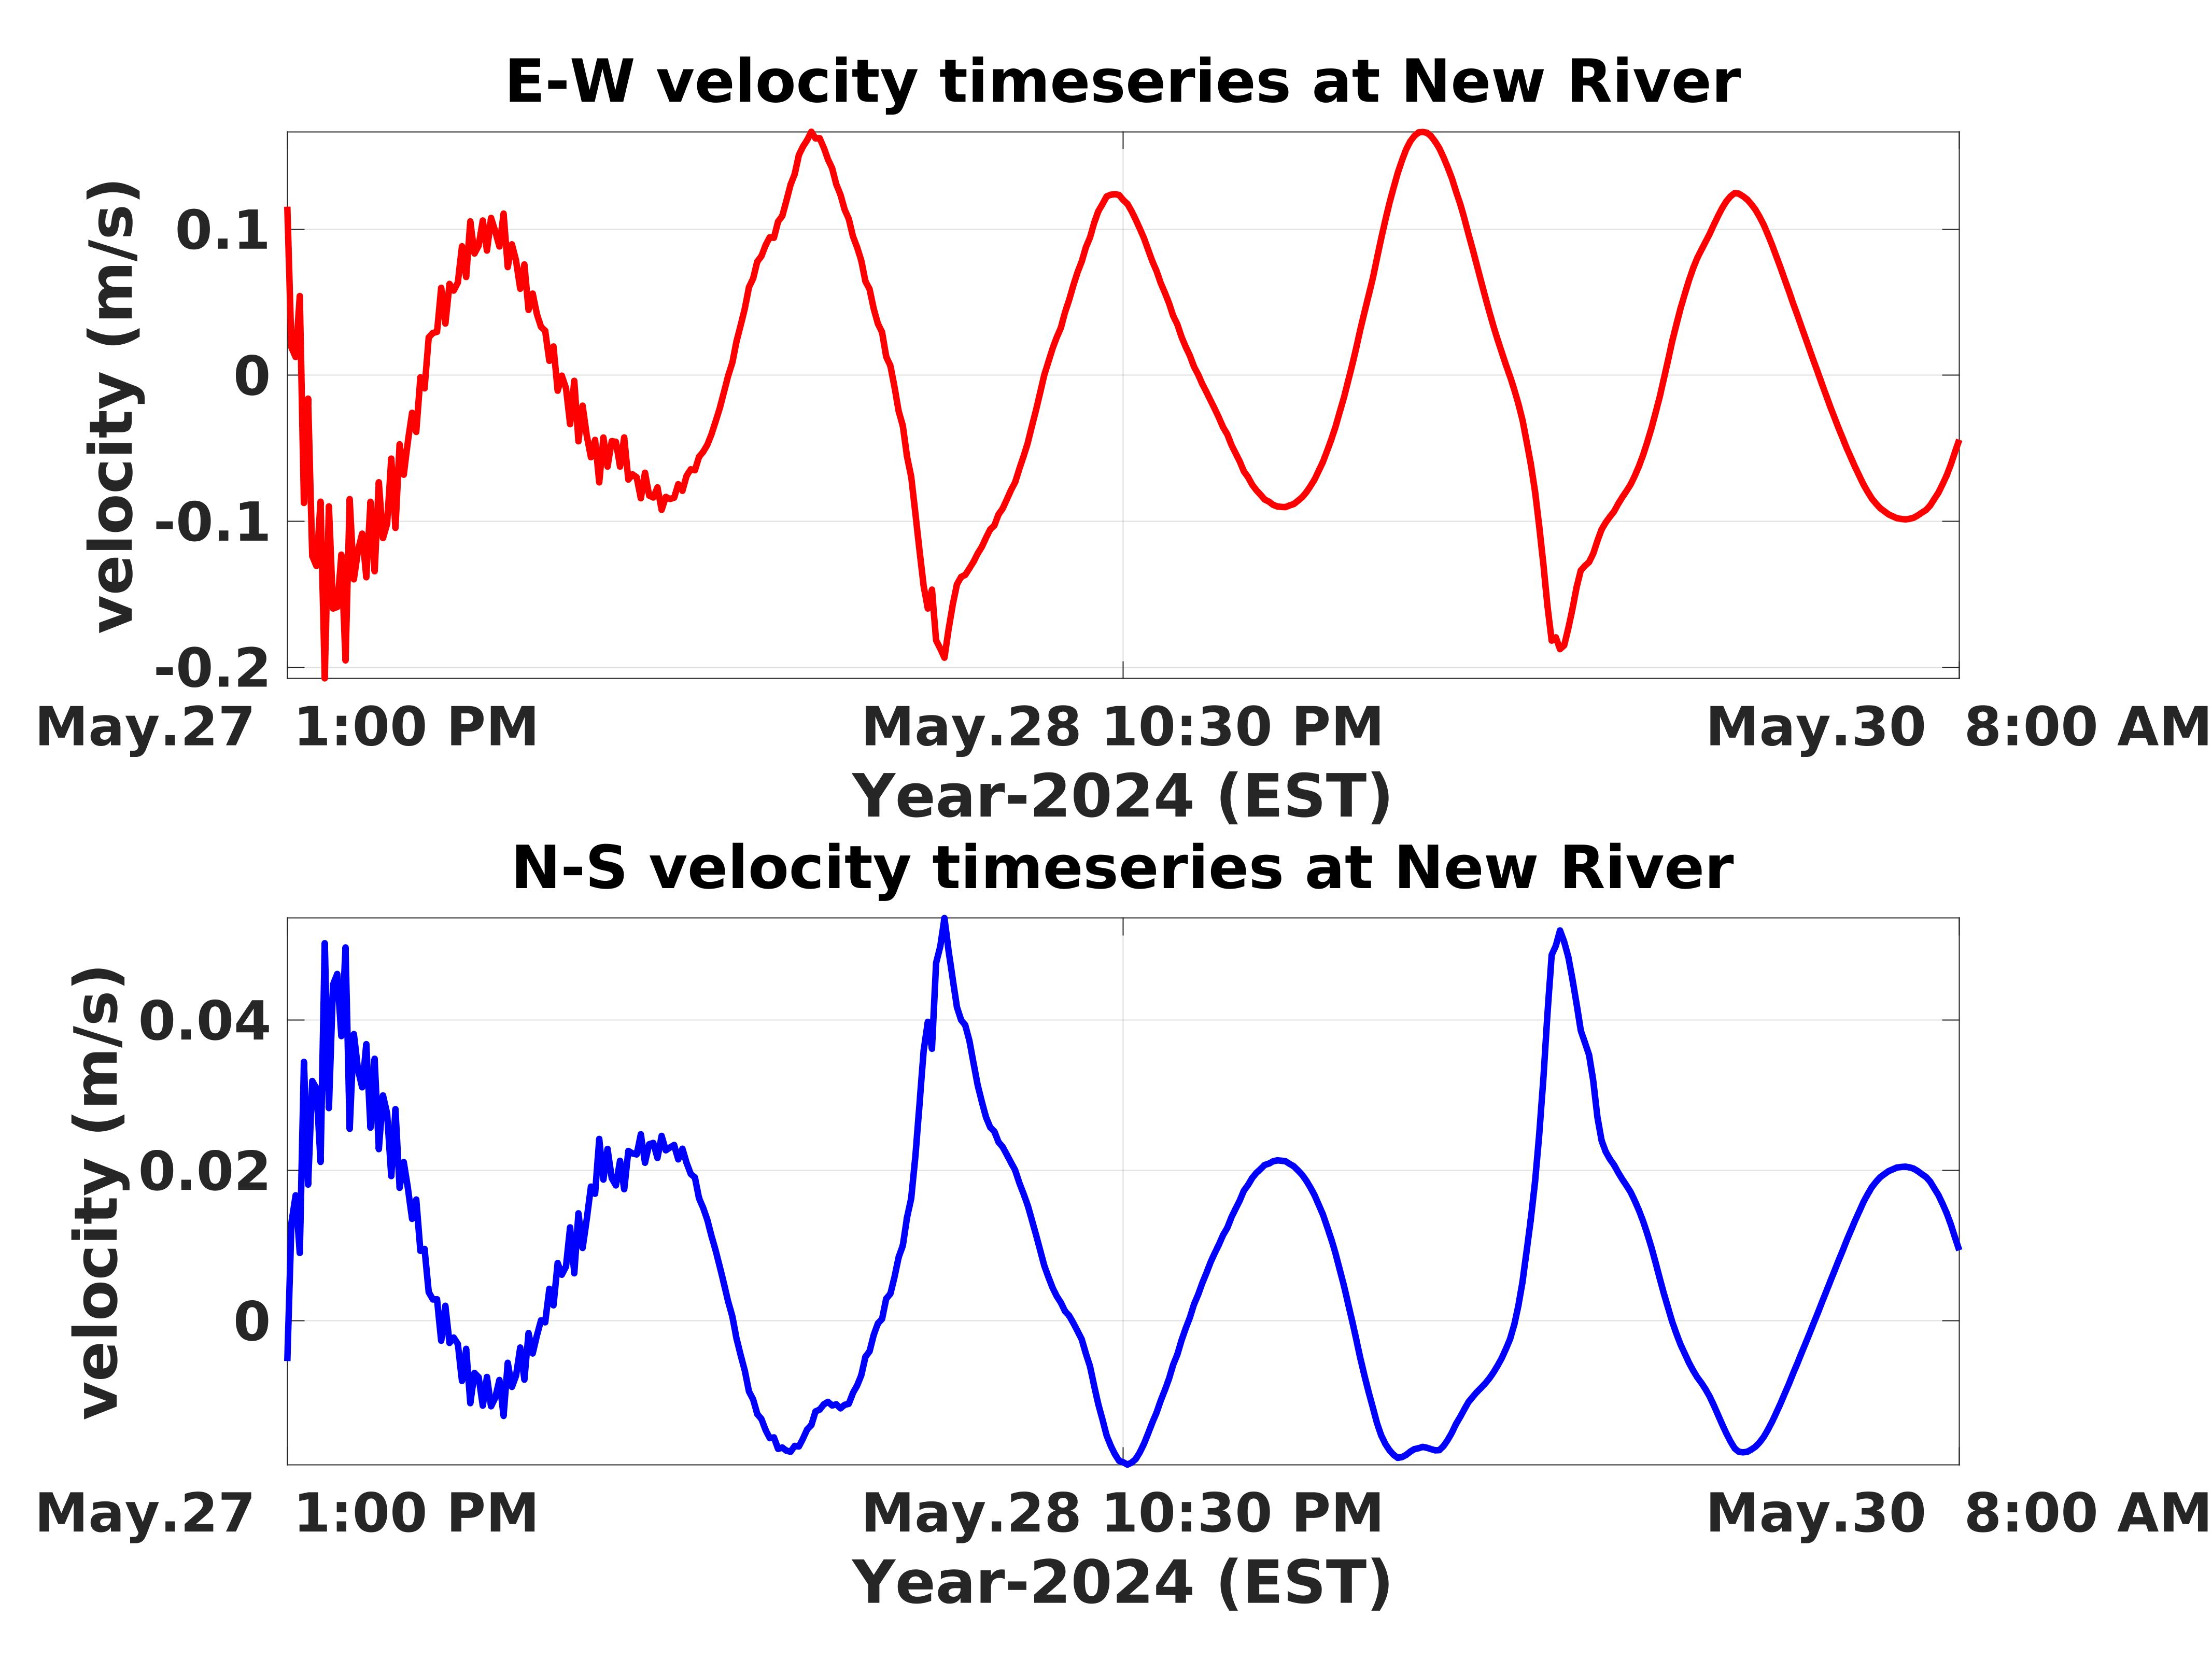 E-W velocity timeseries at New River
velocity (m/s)
0.1
0
-0.1
-0.2
May.27  1:00 PM
May.28 10:30 PM
May.30  8:00 AM
Year-2024 (EST)
N-S velocity timeseries at New River
velocity (m/s)
0.04
0.02
0
May.27  1:00 PM
May.28 10:30 PM
May.30  8:00 AM
Year-2024 (EST)